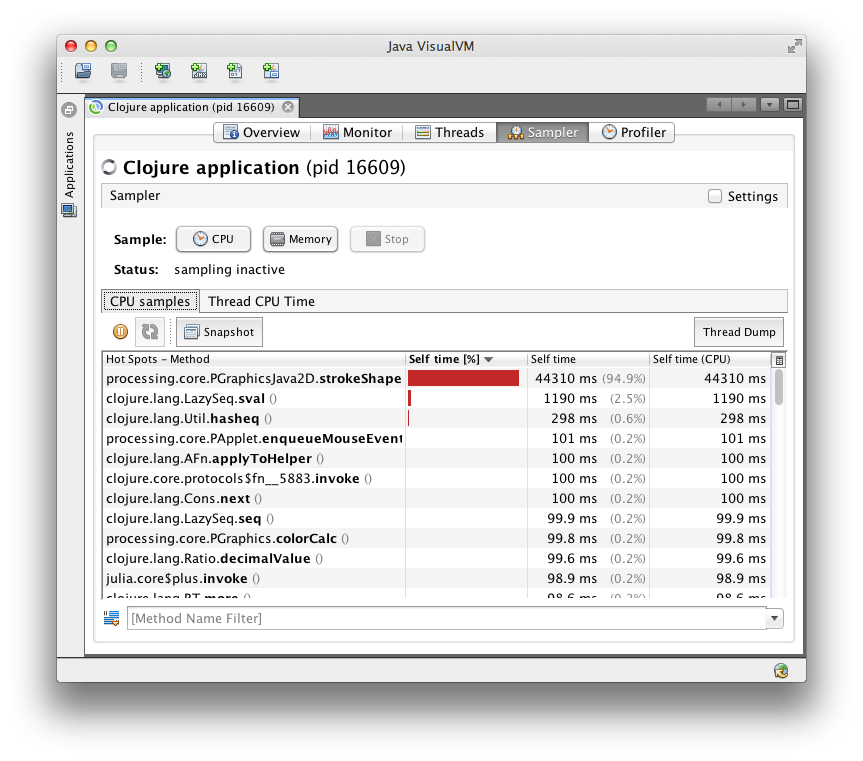 Java VisualVM
Applications
Clojure application (pid 16609)
Overview Monitor Threads Sampler Profiler
Clojure application (pid 16609)
Sampler Settings
Sample: CPU Memory Stop
Status: sampling inactive
CPU samples Thread CPU Time
Snapshot Thread Dump
Hot Spots – Method Self time [%] Self time Self time (CPU)
processing.core.PGraphicsJava2D.strokeShape 44310 ms (94.9%) 44310 ms
clojure.lang.LazySeq.sval () 1190 ms (2.5%) 1190 ms
clojure.lang.Util.hasheq () 298 ms (0.6%) 298 ms
processing.core.PApplet.enqueueMouseEvent 101 ms (0.2%) 101 ms
clojure.lang.AFn.applyToHelper () 100 ms (0.2%) 100 ms
clojure.core.protocols$fn__5883.invoke () 100 ms (0.2%) 100 ms
clojure.lang.Cons.next () 100 ms (0.2%) 100 ms
clojure.lang.LazySeq.seq () 99.9 ms (0.2%) 99.9 ms
processing.core.PGraphics.colorCalc () 99.8 ms (0.2%) 99.8 ms
clojure.lang.Ratio.decimalValue () 99.6 ms (0.2%) 99.6 ms
julia.core$plus.invoke () 98.9 ms (0.2%) 98.9 ms
clojure.lang.RT.more () 98.6 ms (0.2%) 98.6 ms
[Method Name Filter]